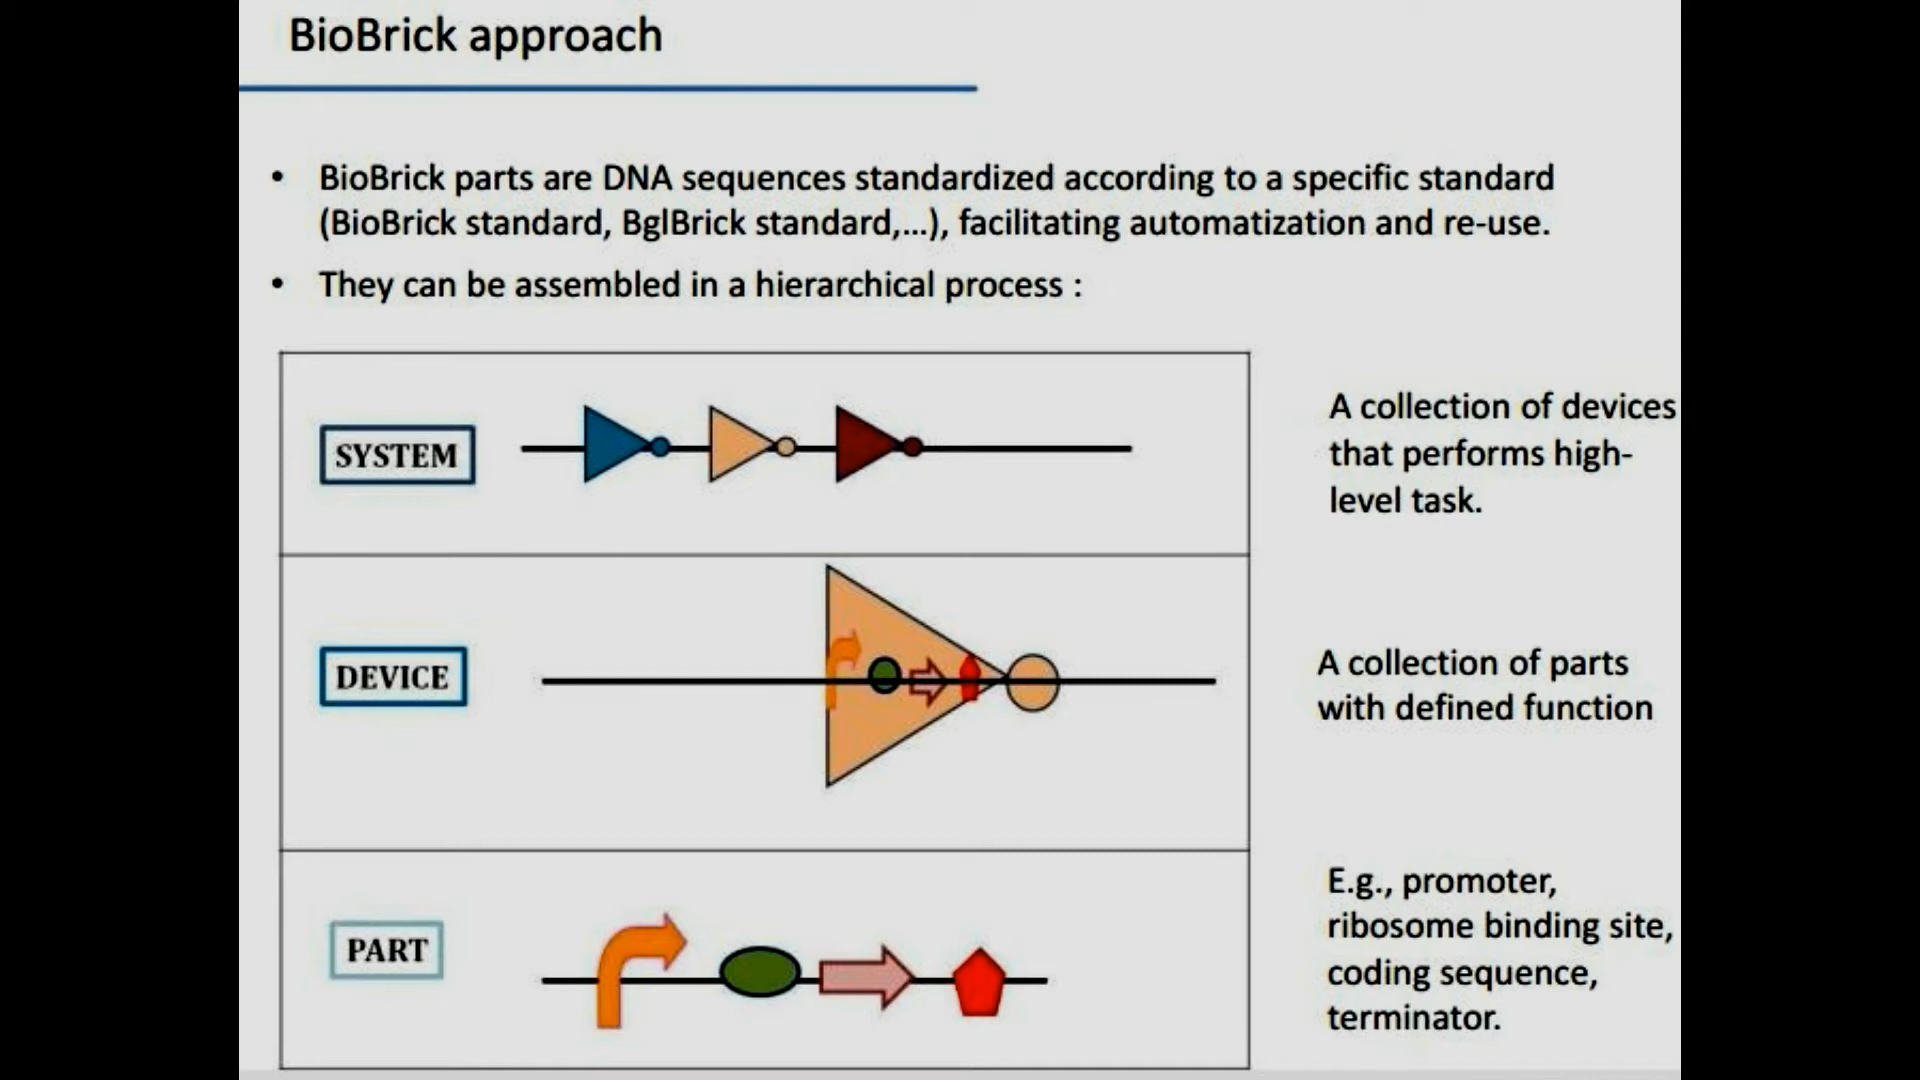 BioBrick approach
• BioBrick parts are DNA sequences standardized according to a specific standard
(BioBrick standard, BglBrick standard,...), facilitating automatization and re-use.
• They can be assembled in a hierarchical process :
SYSTEM
A collection of devices
that performs high-
level task.
DEVICE
A collection of parts
with defined function
PART
E.g., promoter,
ribosome binding site,
coding sequence,
terminator.